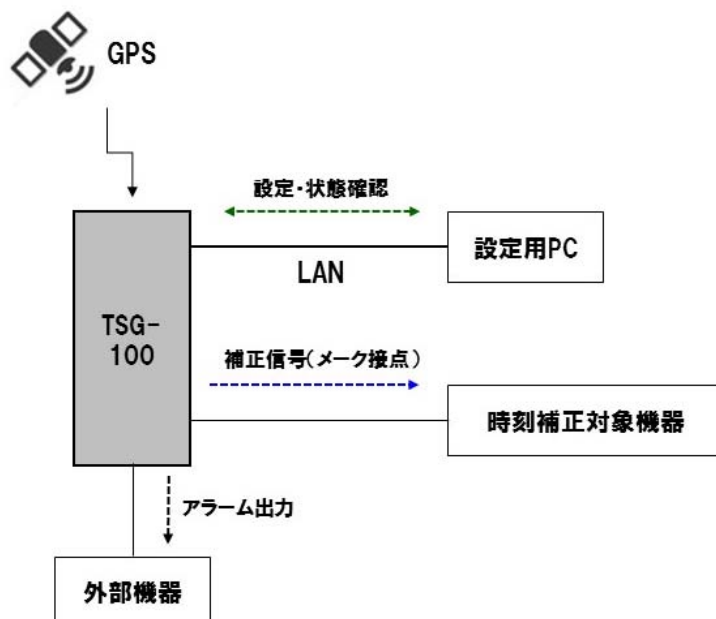 GPS
設定・状態確認
設定用PC
LAN
TSG-
100
補正信号(メーク接点)
時刻補正対象機器
アラーム出力
外部機器